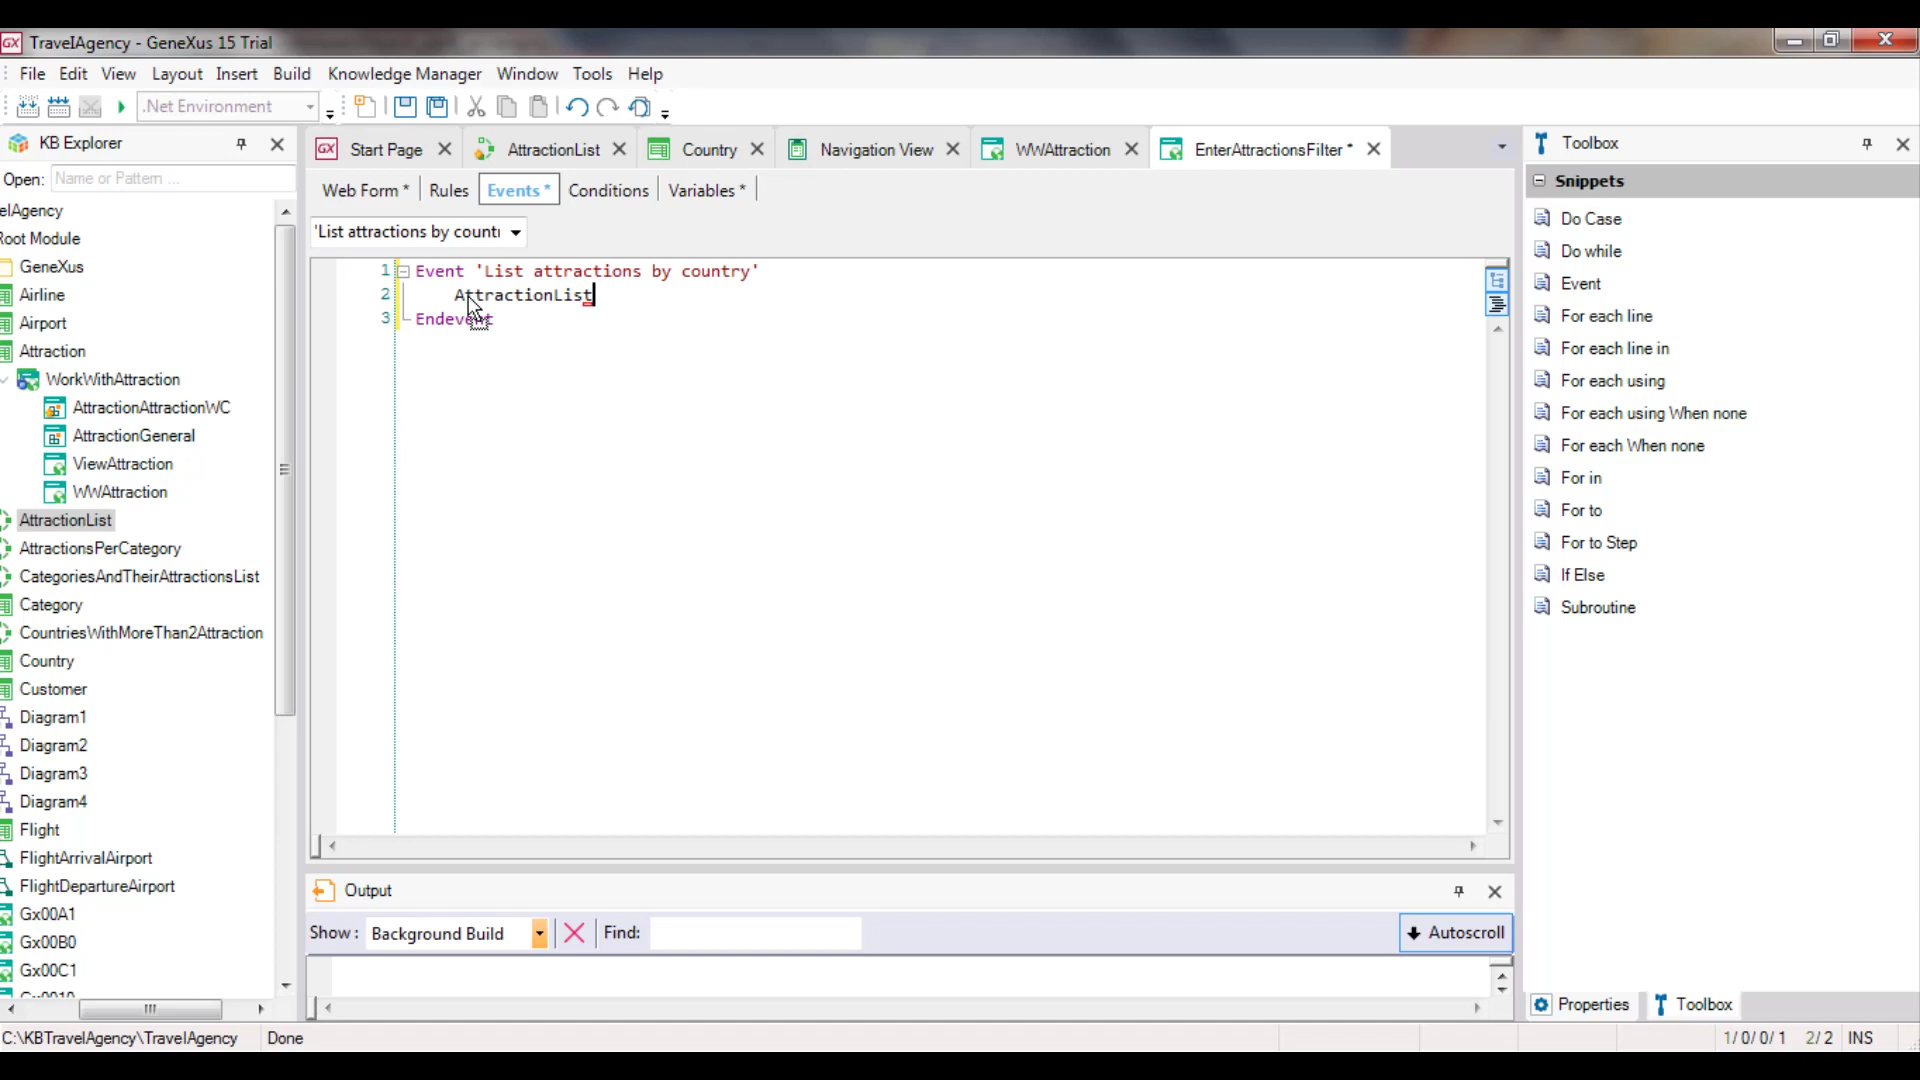 TravelAgency - GeneXus 15 Trial
File Edit View Layout Insert Build Knowledge Manager Window Tools Help
.Net Environment
KB Explorer
Open: Name or Pattern ...
elAgency
Root Module
GeneXus
Airline
Airport
Attraction
WorkWithAttraction
AttractionAttractionWC
AttractionGeneral
ViewAttraction
WWAttraction
AttractionList
AttractionsPerCategory
CategoriesAndTheirAttractionsList
Category
CountriesWithMoreThan2Attraction
Country
Customer
Diagram1
Diagram2
Diagram3
Diagram4
Flight
FlightArrivalAirport
FlightDepartureAirport
Gx00A1
Gx00B0
Gx00C1
Start Page AttractionList Country Navigation View WWAttraction EnterAttractionsFilter *
Web Form * Rules Events * Conditions Variables *
'List attractions by count
1 Event 'List attractions by country'
2 AttractionList
3 Endevent
Output
Show : Background Build Find: Autoscroll
Toolbox
Snippets
Do Case
Do while
Event
For each line
For each line in
For each using
For each using When none
For each When none
For in
For to
For to Step
If Else
Subroutine
Properties Toolbox
C:\KBTravelAgency\TravelAgency Done 1/0/0/1 2/2 INS